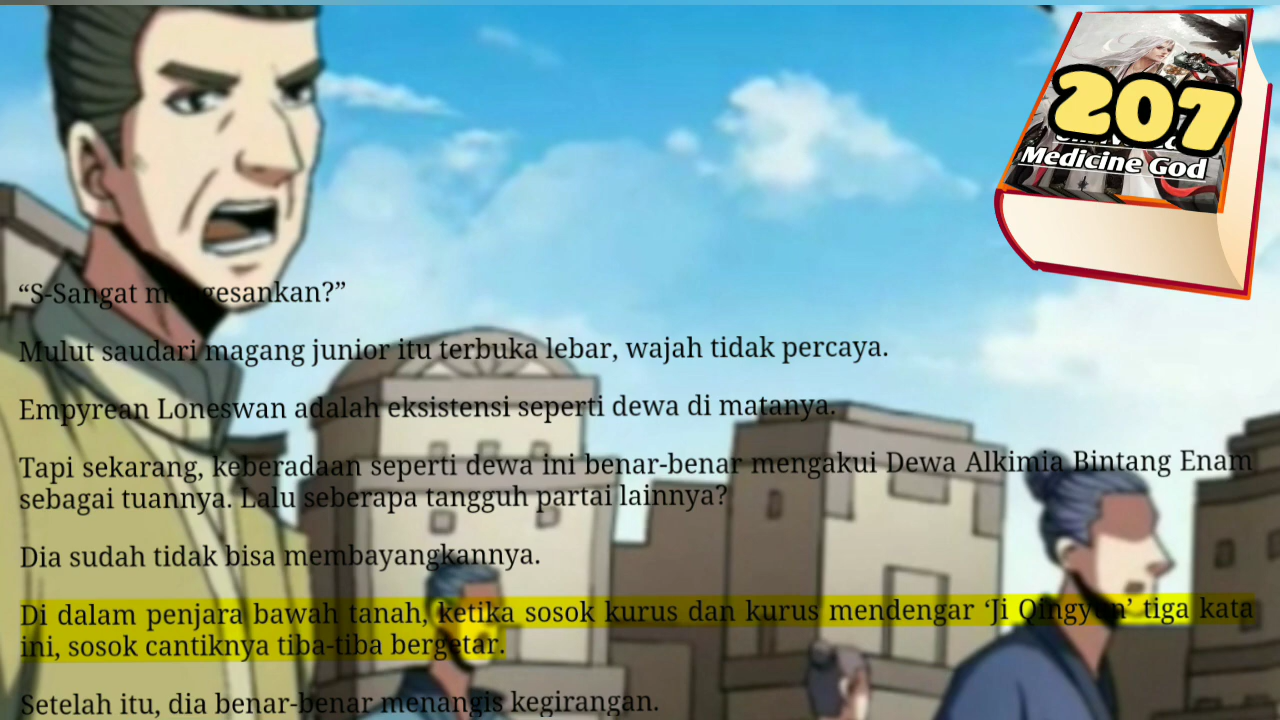 207
Medicine God
“S-Sangat mengesankan?”
Mulut saudari magang junior itu terbuka lebar, wajah tidak percaya.
Empyrean Loneswan adalah eksistensi seperti dewa di matanya.
Tapi sekarang, keberadaan seperti dewa ini benar-benar mengakui Dewa Alkimia Bintang Enam
sebagai tuannya. Lalu seberapa tangguh partai lainnya?
Dia sudah tidak bisa membayangkannya.
Di dalam penjara bawah tanah, ketika sosok kurus dan kurus mendengar ‘Ji Qingyun’ tiga kata
ini, sosok cantiknya tiba-tiba bergetar.
Setelah itu, dia benar-benar menangis kegirangan.